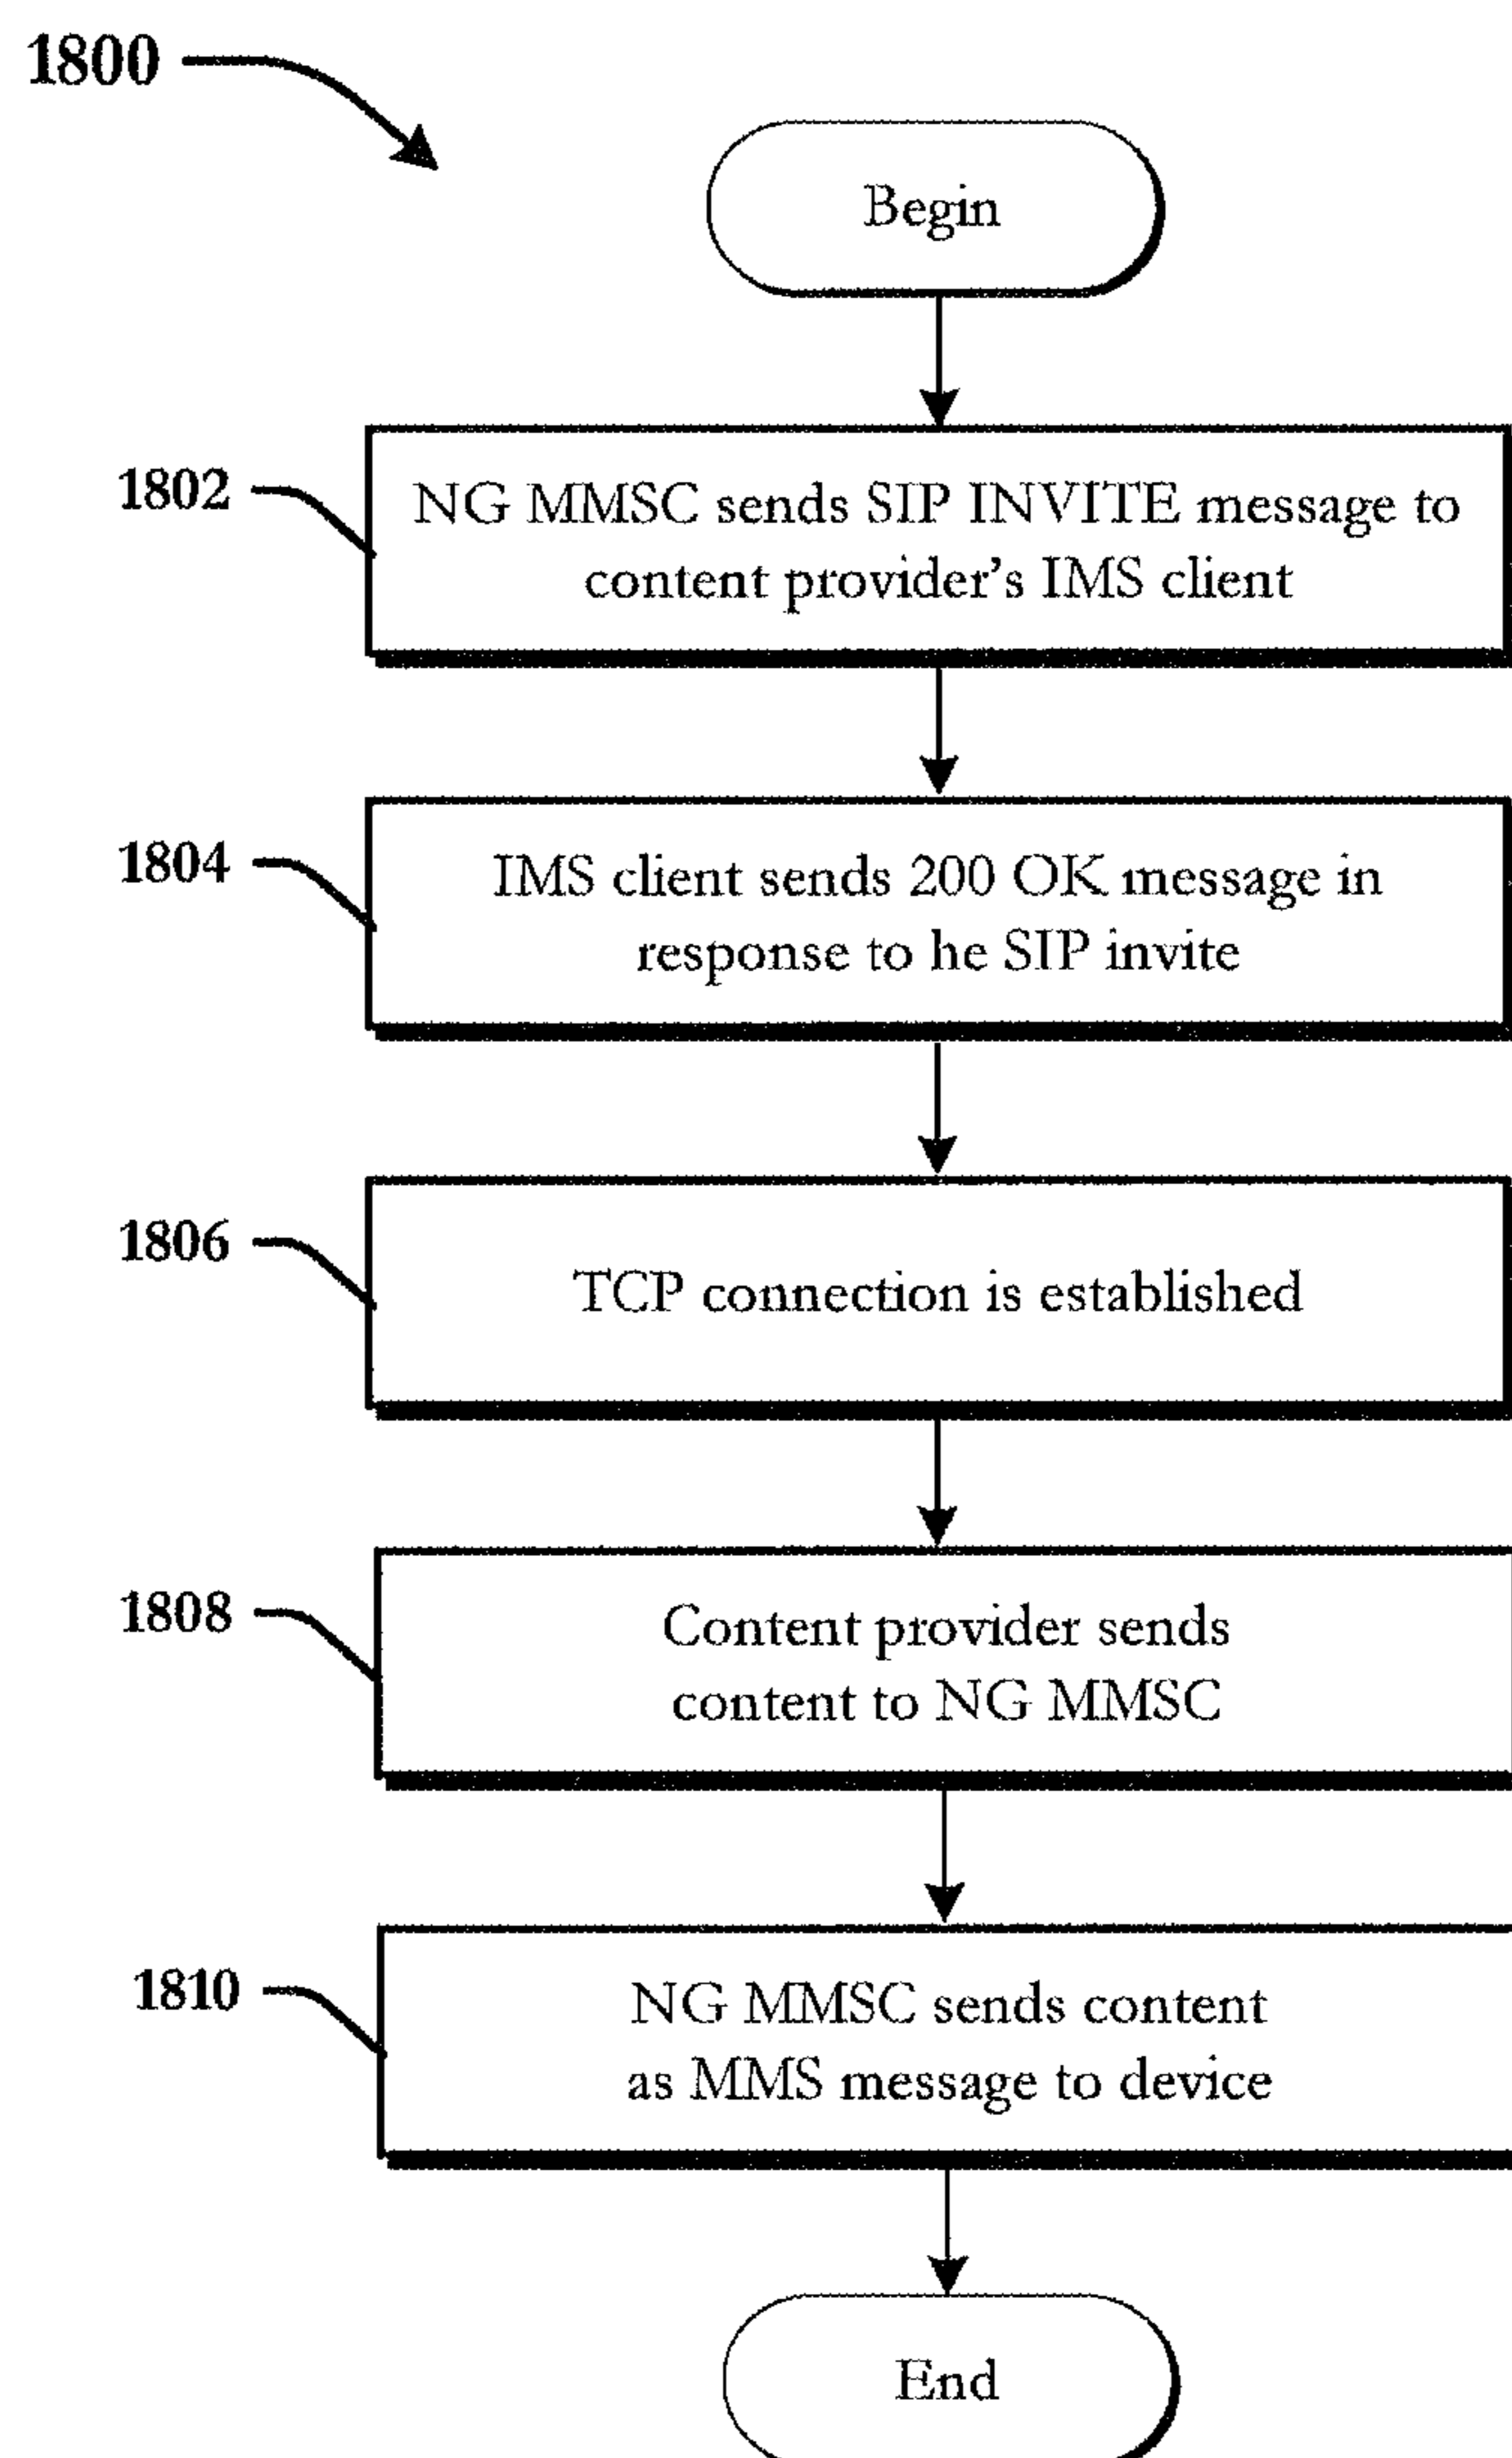 1800
Begin
1802
NG MMSC sends SIP INVITE message to
content provider's IMS client
1804
IMS client sends 200 OK message in
response to he SIP invite
1806
TCP connection is established
1808
Content provider sends
content to NG MMSC
1810
NG MMSC sends content
as MMS message to device
End